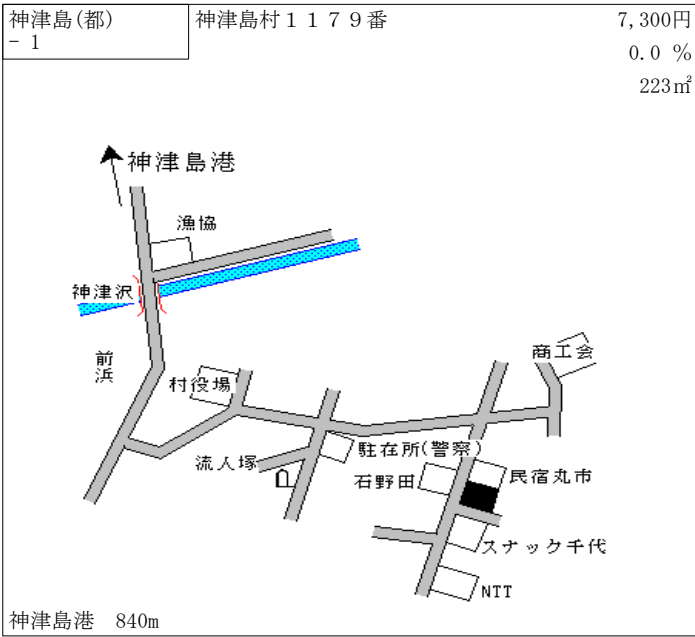 神津島(都)
- 1
神津島村１１７９番
7,300円
0.0 %
223㎡
神津島港
漁協
神津沢
前浜
村役場
商工会
駐在所(警察)
流人塚
石野田
民宿丸市
スナック千代
NTT
神津島港 840m